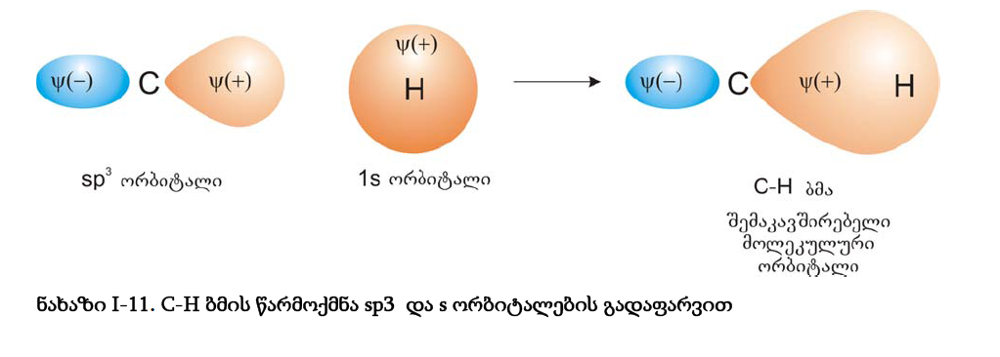 ψ(−) C ψ(+)
ψ(+)
H
ψ(−) C ψ(+) H
sp³ ორბიტალი
1s ორბიტალი
C-H ბმა
შემაკავშირებელი
მოლეკულური
ორბიტალი
ნახაზი I-11. C-H ბმის წარმოქმნა sp3 და s ორბიტალების გადაფარვით